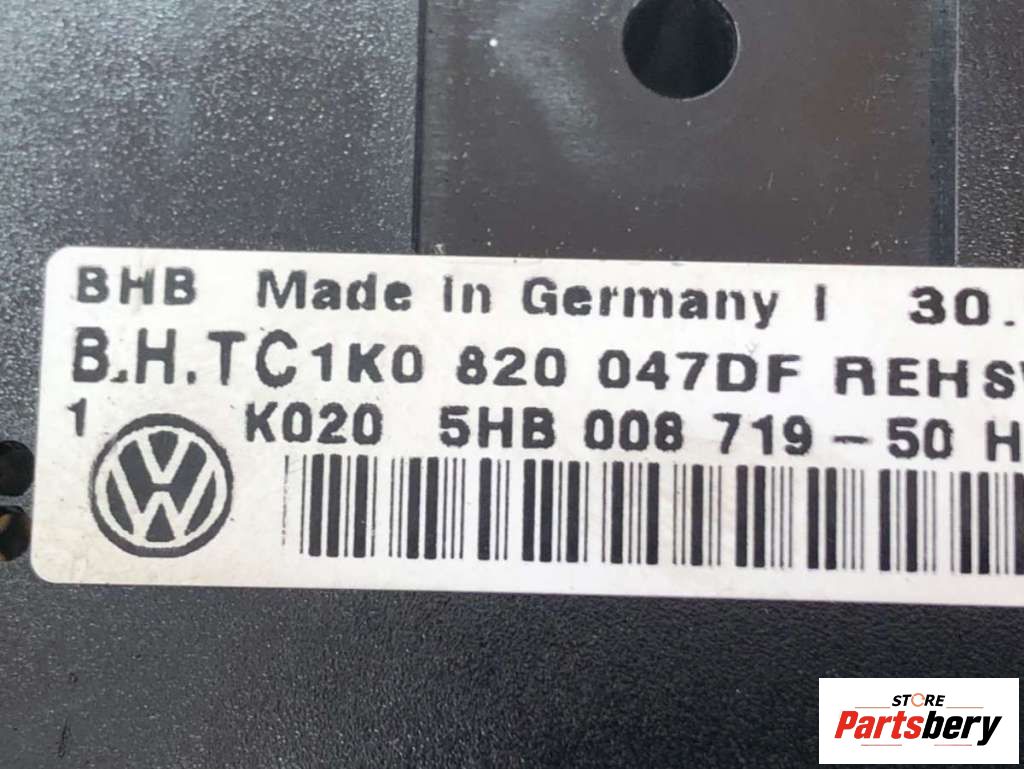 BHB Made in Germany I 30.
B.H.TC1K0 820 047DF REHS
1 K020 5HB 008 719-50 H
STORE
Partsbery